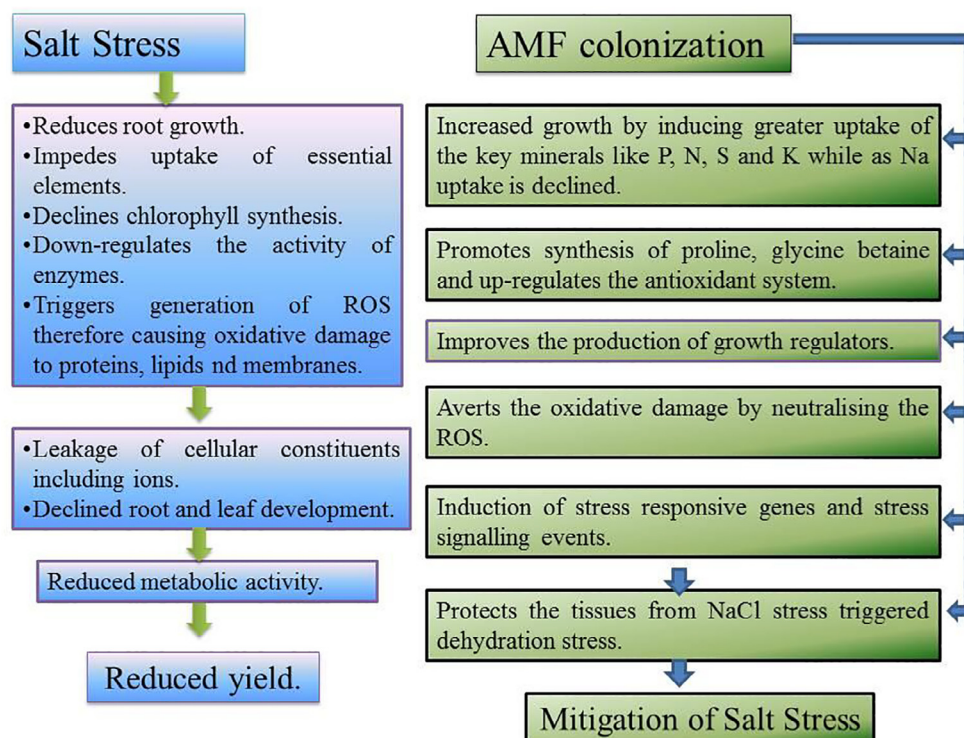 Salt Stress
•Reduces root growth.
•Impedes uptake of essential
elements.
•Declines chlorophyll synthesis.
•Down-regulates the activity of
enzymes.
•Triggers generation of ROS
therefore causing oxidative damage
to proteins, lipids nd membranes.
•Leakage of cellular constituents
including ions.
•Declined root and leaf development.
Reduced metabolic activity.
Reduced yield.
AMF colonization
Increased growth by inducing greater uptake of
the key minerals like P, N, S and K while as Na
uptake is declined.
Promotes synthesis of proline, glycine betaine
and up-regulates the antioxidant system.
Improves the production of growth regulators.
Averts the oxidative damage by neutralising the
ROS.
Induction of stress responsive genes and stress
signalling events.
Protects the tissues from NaCl stress triggered
dehydration stress.
Mitigation of Salt Stress